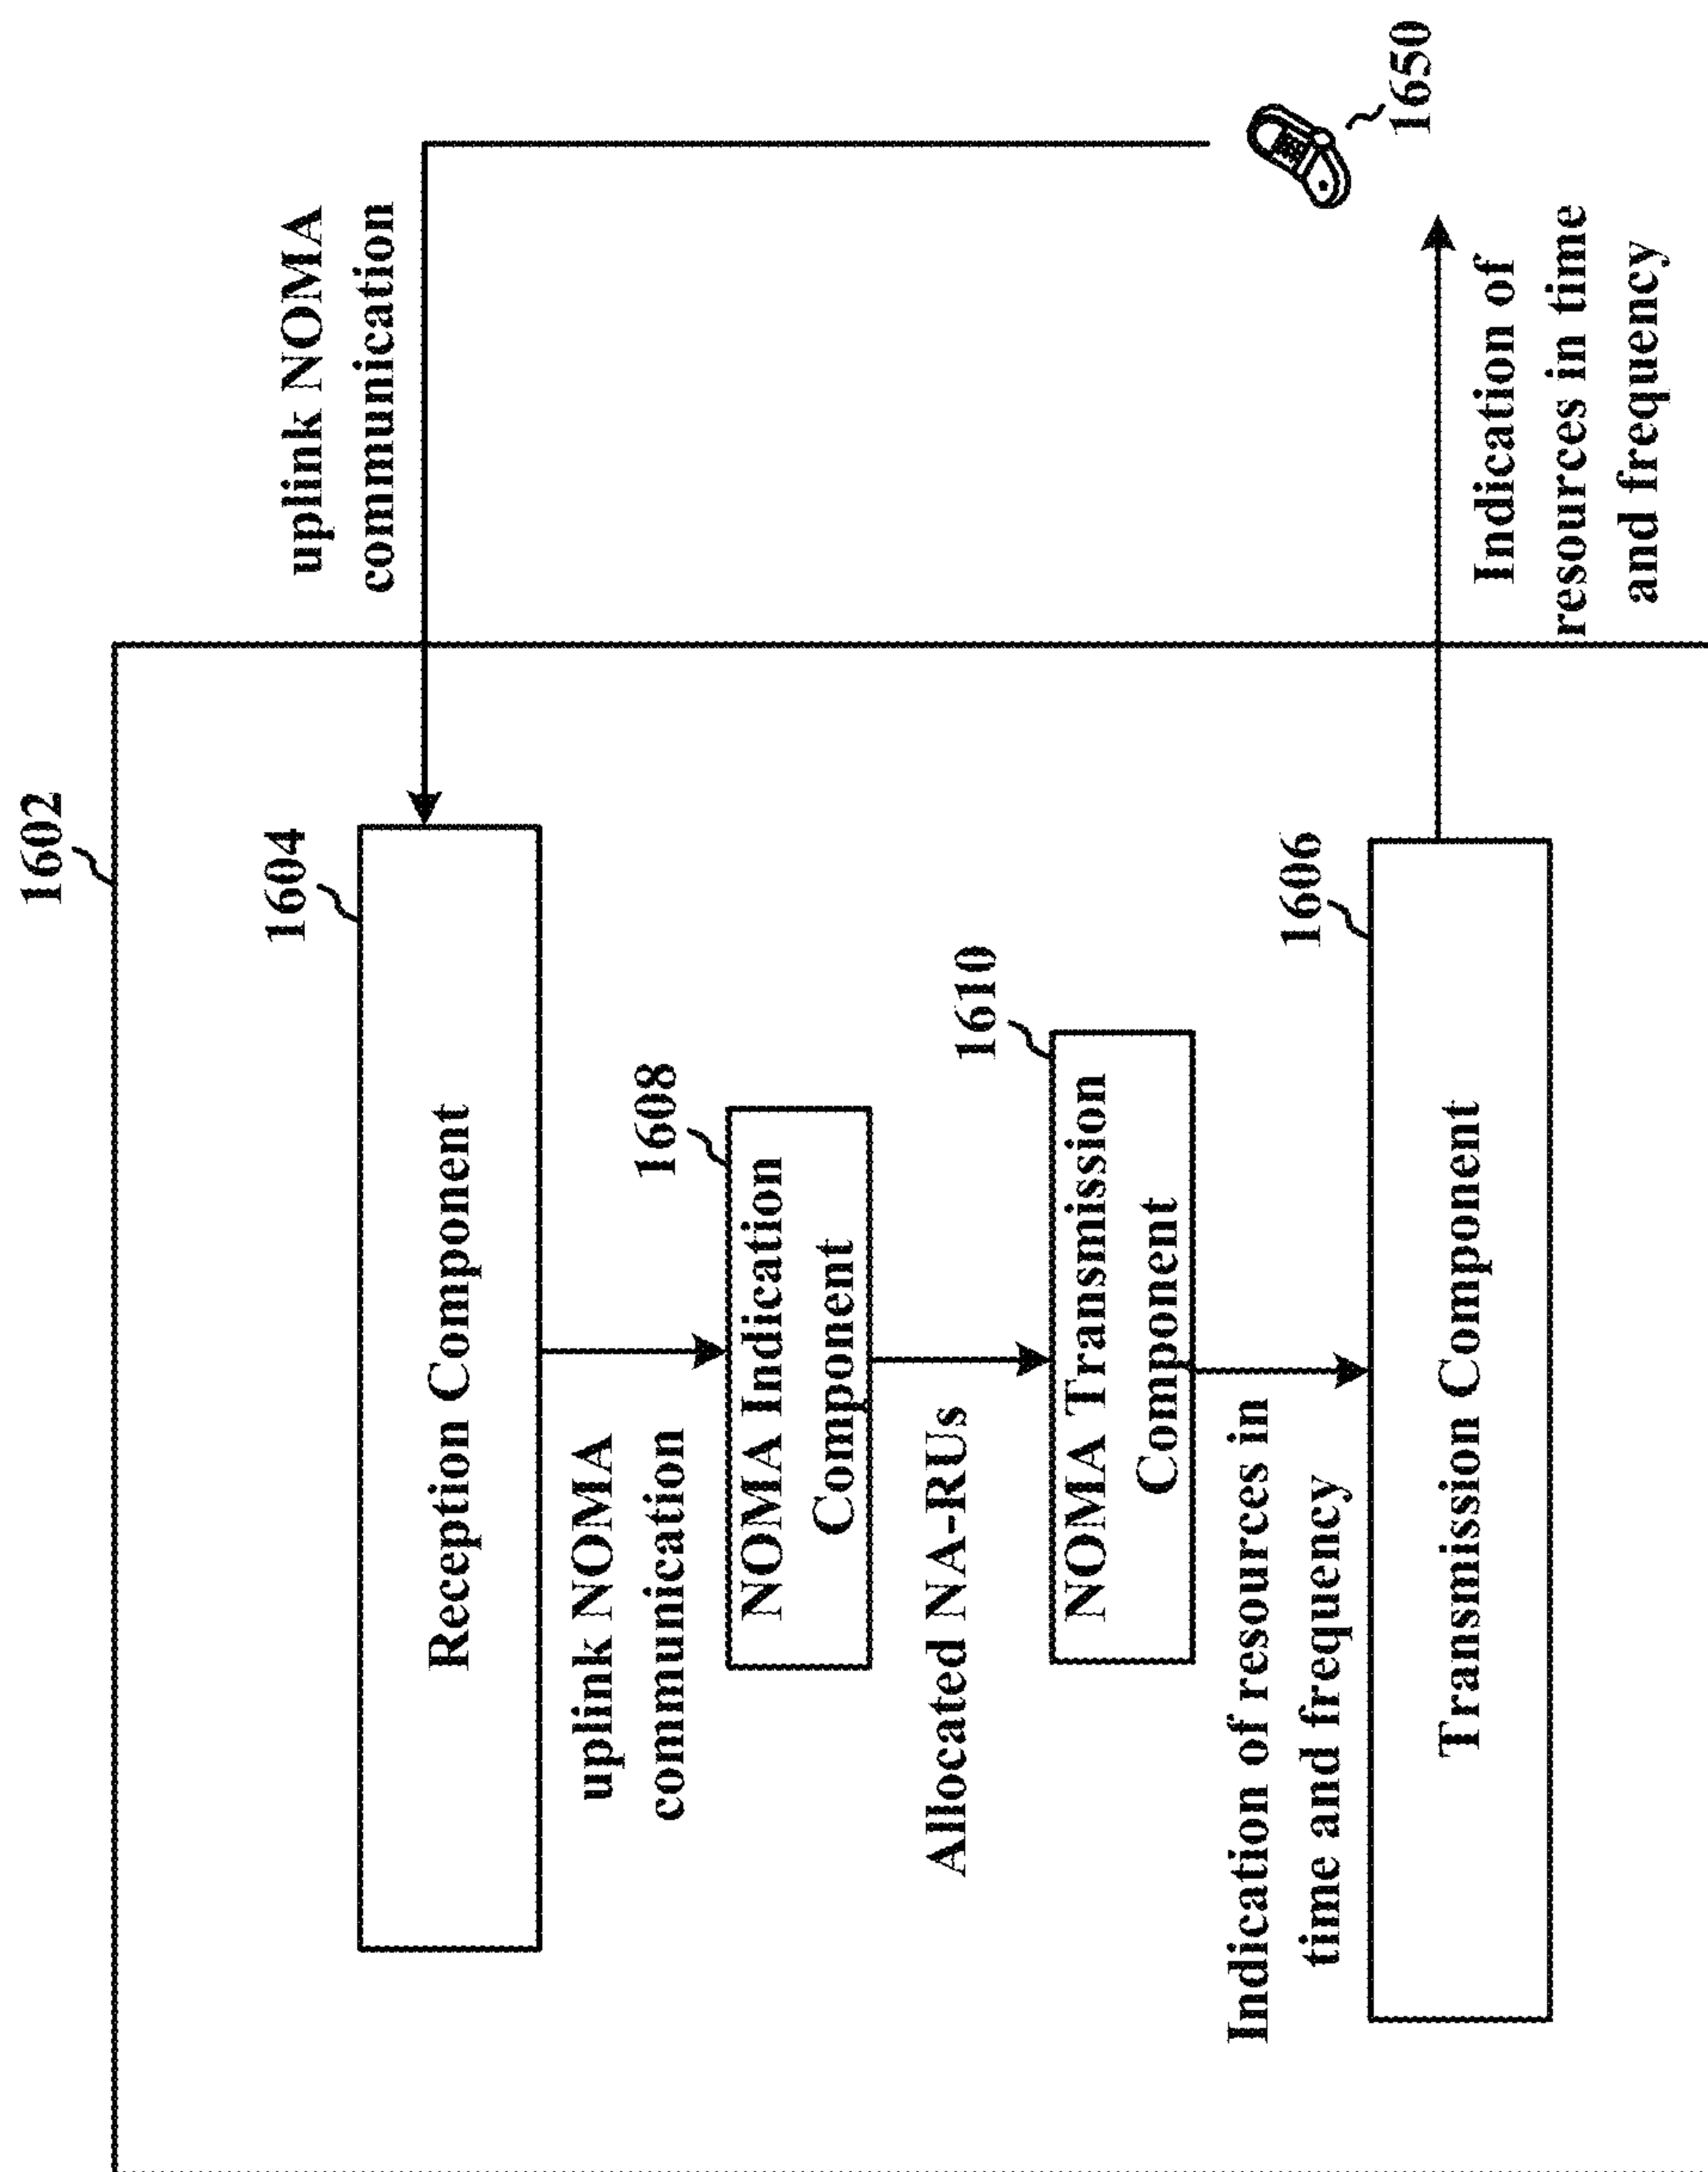 1602
uplink NOMA
communication
1604
Reception Component
uplink NOMA
communication
1608
NOMA Indication
Component
Allocated NA-RUs
1610
NOMA Transmission
Component
Indication of resources in
time and frequency
1606
Transmission Component
1650
Indication of
resources in time
and frequency